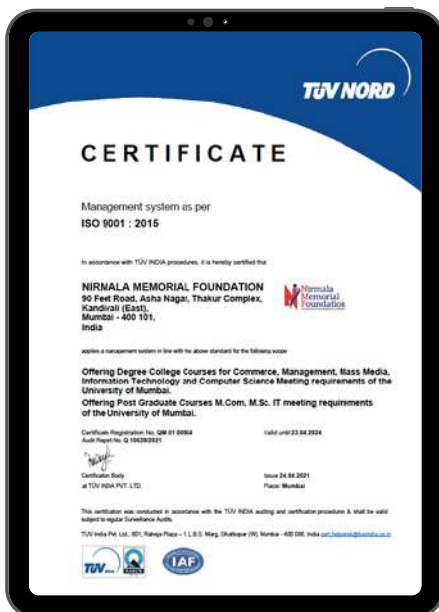 TÜV NORD
CERTIFICATE
Management system as per
ISO 9001 : 2015
In accordance with TÜV INDIA procedures, it is hereby certified that
NIRMALA MEMORIAL FOUNDATION
90 Feet Road, Asha Nagar, Thakur Complex,
Kandirali (East),
Mumbai - 400 101,
India
Nirmala
Memorial
Foundation
applies a management system in line with the above standard for the following scope
Offering Degree College Courses for Commerce, Management, Mass Media,
Information Technology and Computer Science Meeting requirements of the
University of Mumbai.
Offering Post Graduate Courses M.Com, M.Sc. IT meeting requirements
of the University of Mumbai.
Certificate Registration No. QM 01 00964
Valid until 23.04.2024
Audit Report No. Q 10628/2021
Certification Body
at TÜV INDIA PVT. LTD.
Issue 24.04.2021
Place: Mumbai
This certification was conducted in accordance with the TÜV INDIA auditing and certification procedures & shall be valid
subject to regular Surveillance Audits.
TÜV India Pvt. Ltd., 801, Raheja Plaza – 1 L.B.S. Marg, Ghatkopar (W), Mumbai - 400 086, India
TÜV
IAF